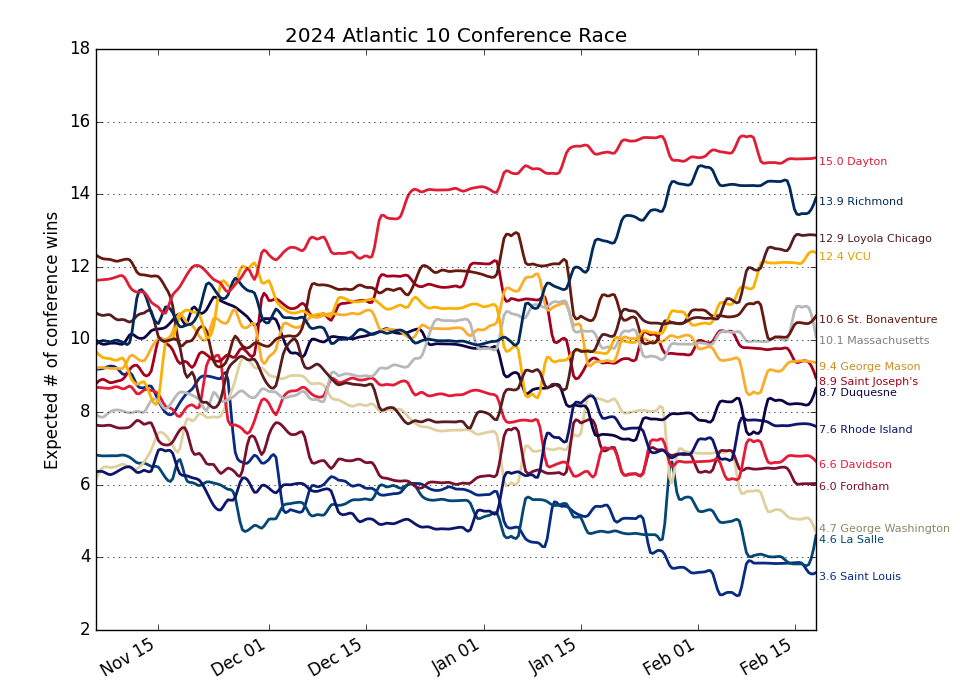 2024 Atlantic 10 Conference Race
Expected # of conference wins
18
16
14
12
10
8
6
4
2
15.0 Dayton
13.9 Richmond
12.9 Loyola Chicago
12.4 VCU
10.6 St. Bonaventure
10.1 Massachusetts
9.4 George Mason
8.9 Saint Joseph's
8.7 Duquesne
7.6 Rhode Island
6.6 Davidson
6.0 Fordham
4.7 George Washington
4.6 La Salle
3.6 Saint Louis
Nov 15
Dec 01
Dec 15
Jan 01
Jan 15
Feb 01
Feb 15